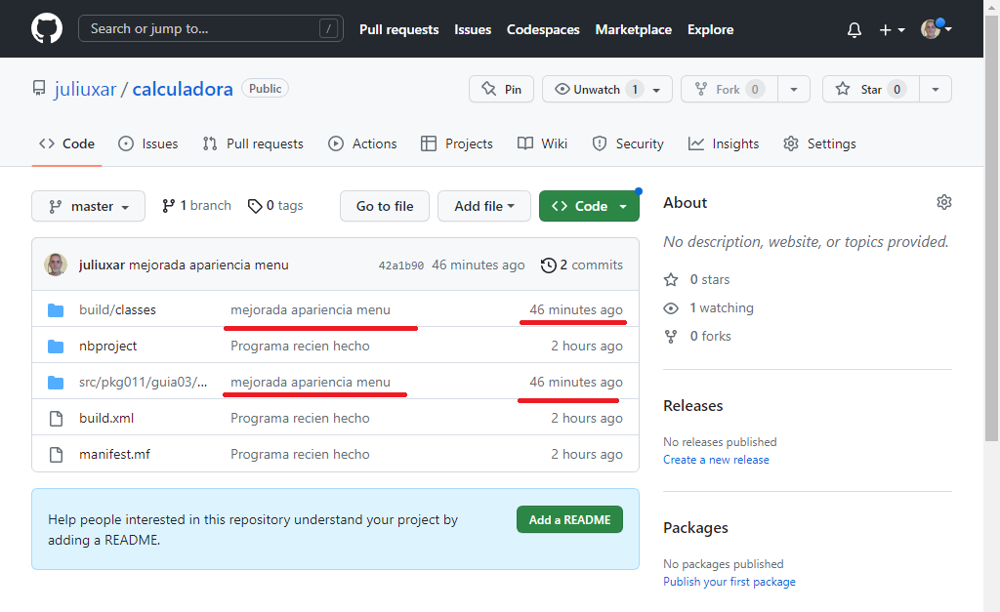 Search or jump to... /
Pull requests Issues Codespaces Marketplace Explore
juliuxar / calculadora Public
Pin Unwatch 1 Fork 0 Star 0
Code Issues Pull requests Actions Projects Wiki Security Insights Settings
master 1 branch 0 tags Go to file Add file Code
juliuxar mejorada apariencia menu 42a1b90 46 minutes ago 2 commits
build/classes mejorada apariencia menu 46 minutes ago
nbproject Programa recien hecho 2 hours ago
src/pkg011/guia03/... mejorada apariencia menu 46 minutes ago
build.xml Programa recien hecho 2 hours ago
manifest.mf Programa recien hecho 2 hours ago
Help people interested in this repository understand your project by
adding a README.
Add a README
About
No description, website, or topics provided.
0 stars
1 watching
0 forks
Releases
No releases published
Create a new release
Packages
No packages published
Publish your first package